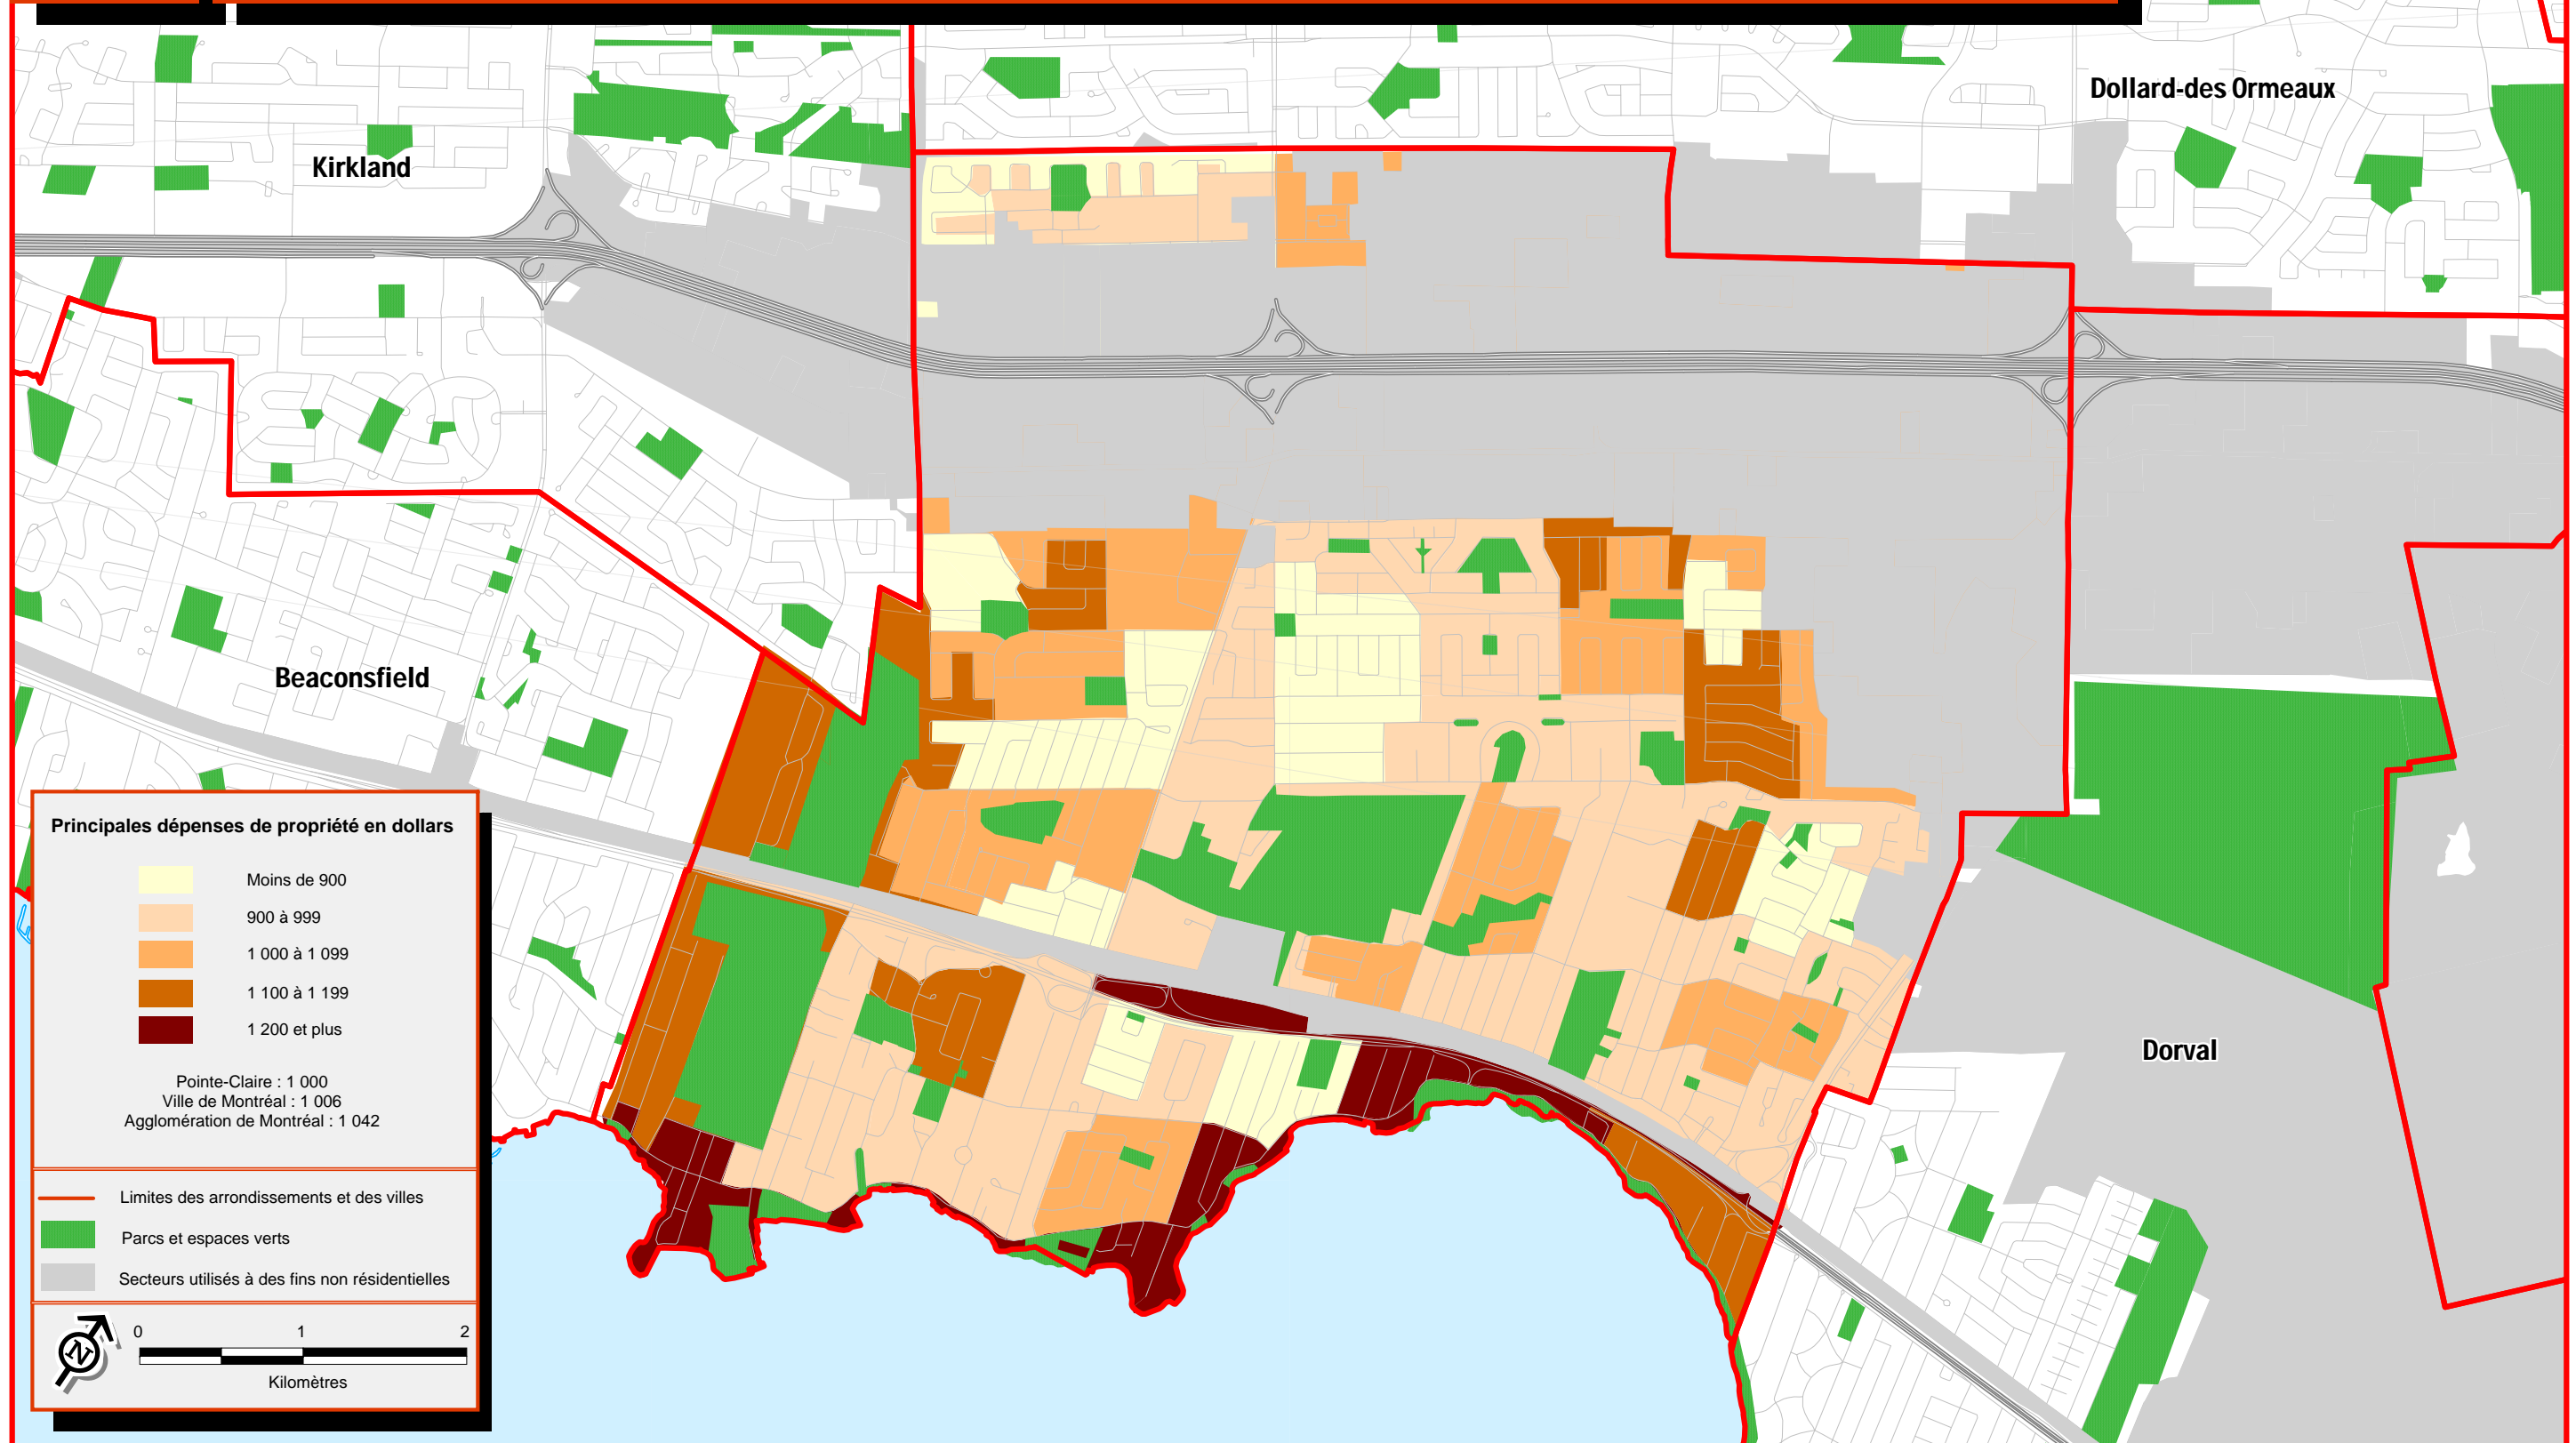 Dollard-des Ormeaux
Kirkland
Beaconsfield
Dorval
Principales dépenses de propriété en dollars
Moins de 900
900 à 999
1 000 à 1 099
1 100 à 1 199
1 200 et plus
Pointe-Claire : 1 000
Ville de Montréal : 1 006
Agglomération de Montréal : 1 042
Limites des arrondissements et des villes
Parcs et espaces verts
Secteurs utilisés à des fins non résidentielles
N
0 1 2
Kilomètres